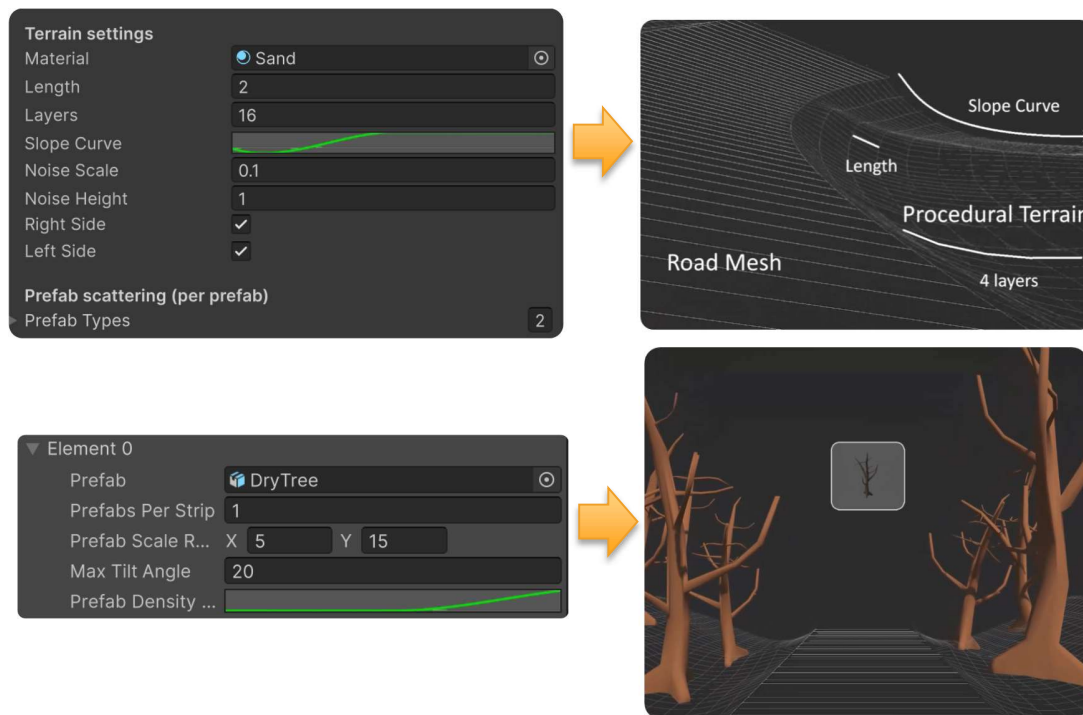 Terrain settings
Material Sand
Length 2
Layers 16
Slope Curve
Noise Scale 0.1
Noise Height 1
Right Side
Left Side
Prefab scattering (per prefab)
Prefab Types 2
Slope Curve
Length
Procedural Terrain
Road Mesh
4 layers
Element 0
Prefab DryTree
Prefabs Per Strip 1
Prefab Scale R... X 5 Y 15
Max Tilt Angle 20
Prefab Density ...